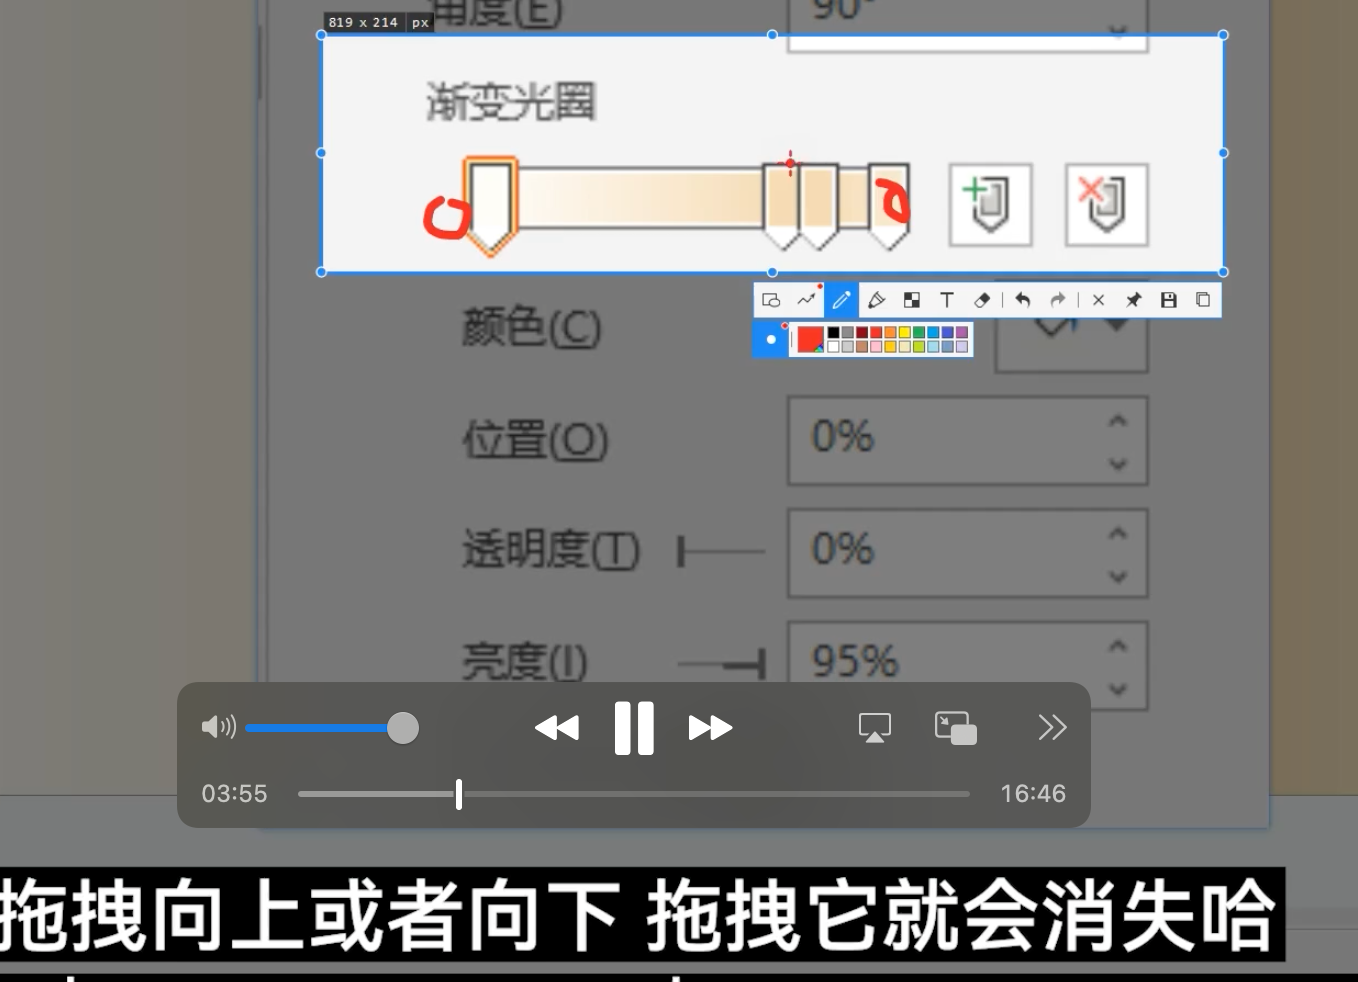 819 x 214 px
角度(E)
90°
渐变光圈
颜色(C)
位置(O)
0%
透明度(T)
0%
亮度(I)
95%
03:55
16:46
拖拽向上或者向下 拖拽它就会消失哈